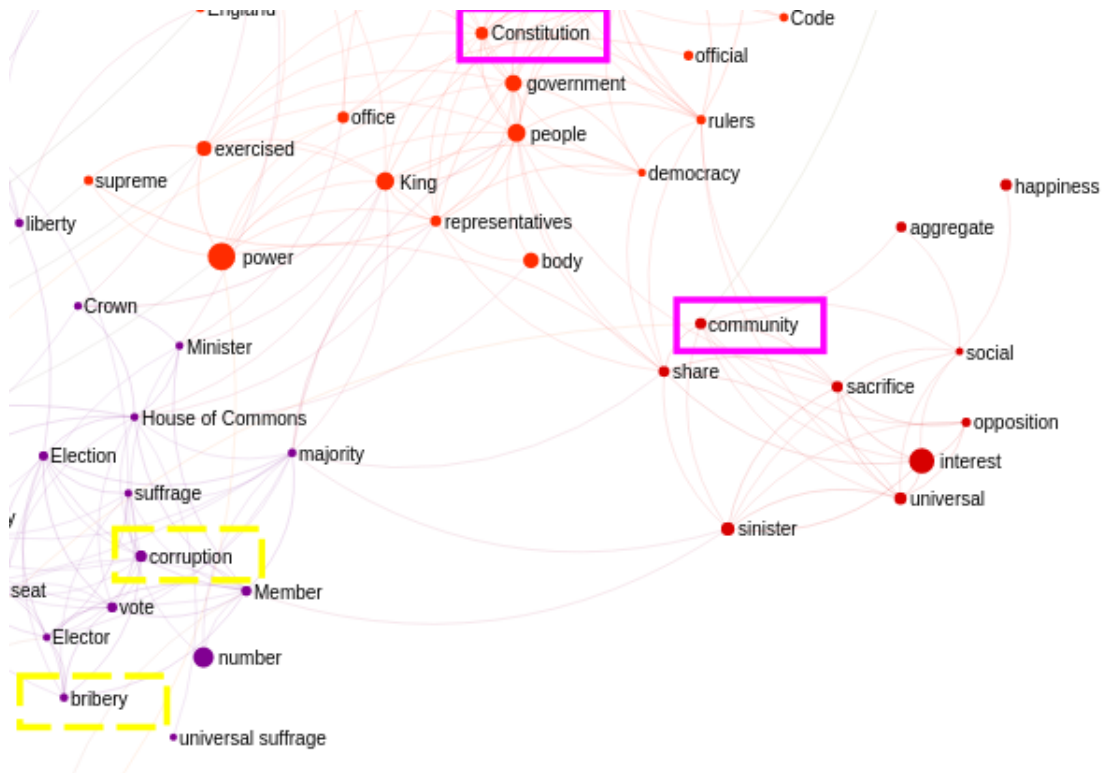 England
Code
Constitution
official
government
office
rulers
people
exercised
democracy
supreme
King
happiness
liberty
representatives
aggregate
power
body
Crown
community
Minister
social
share
sacrifice
House of Commons
opposition
Election
majority
interest
suffrage
universal
y
sinister
corruption
seat
Member
vote
Elector
number
bribery
universal suffrage